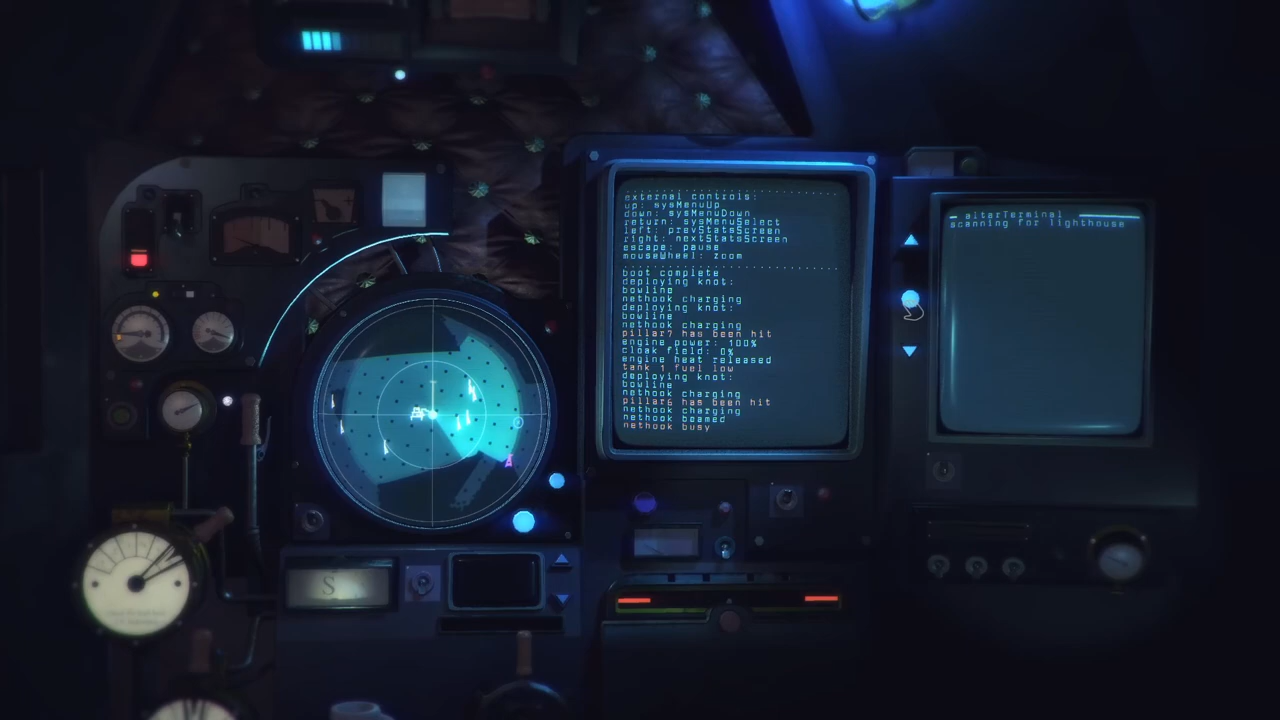 external controls:
up: sysMenuUp
down: sysMenuDown
return: sysMenuSelect
left: prevStatsScreen
right: nextStatsScreen
escape: pause
mouseWheel: zoom
boot complete
deploying knot:
bowline
nethook charging
deploying knot:
bowline
nethook charging
pillar7 has been hit
engine power: 100%
cloak field: 0%
engine heat released
tank 1 fuel low
deploying knot:
bowline
nethook charging
pillar6 has been hit
nethook charging
nethook beamed
nethook busy
altarTerminal
scanning for lighthouse
S